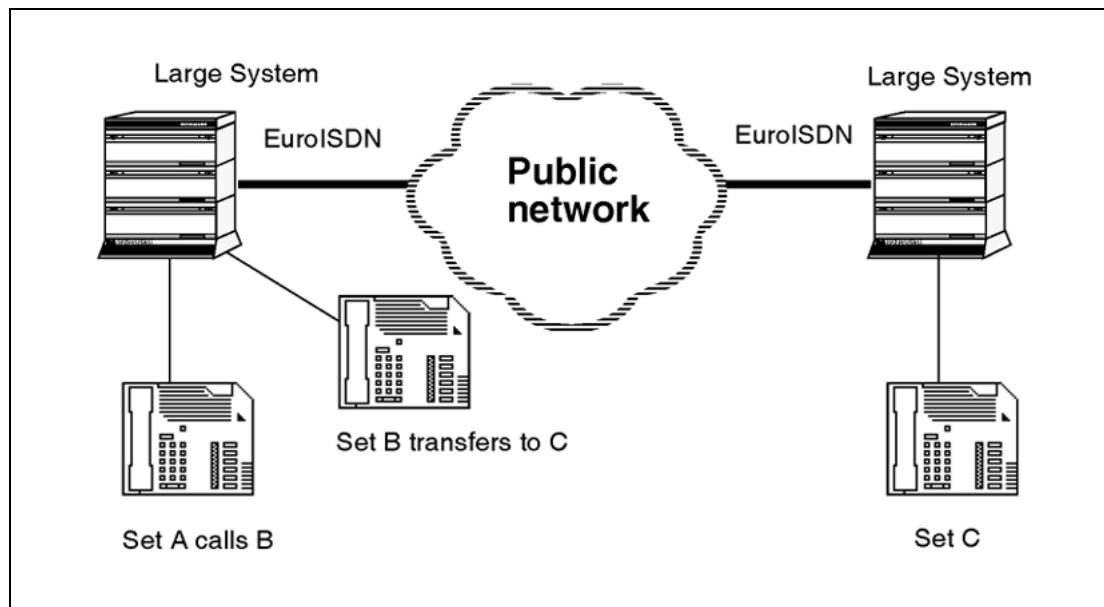 Large System
Large System
EuroISDN
EuroISDN
Public
network
Set B transfers to C
Set A calls B
Set C